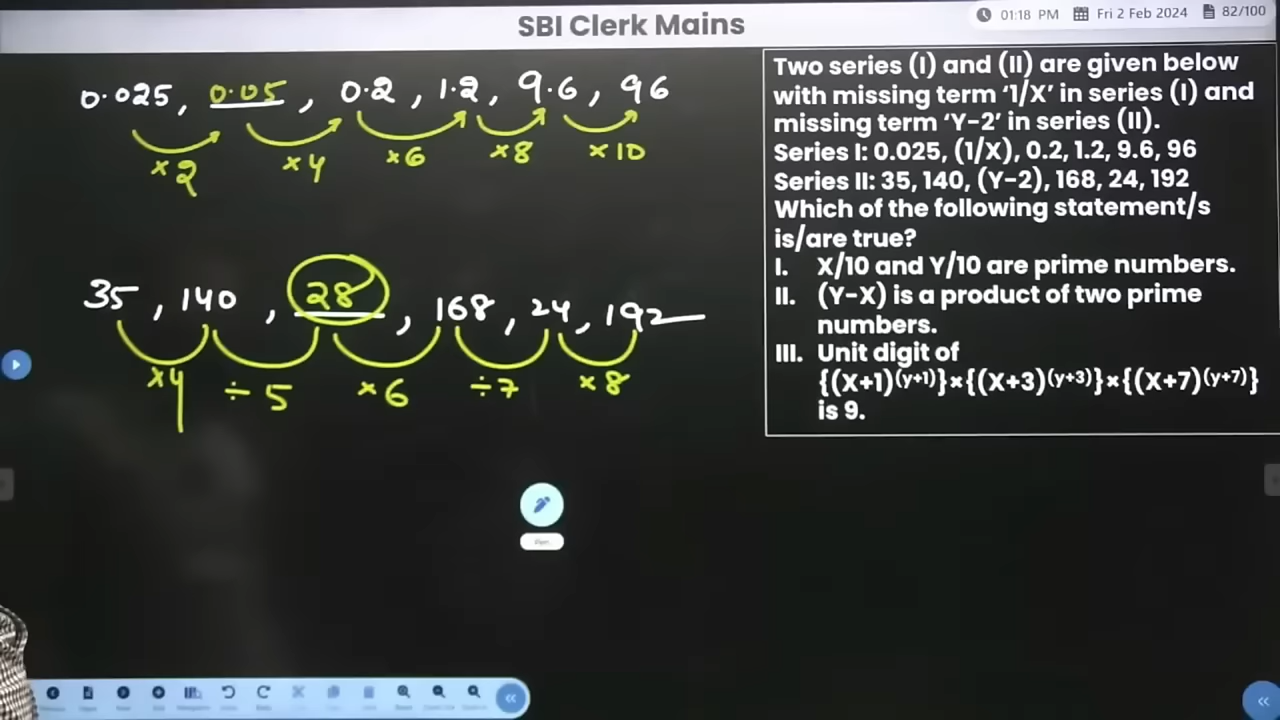 SBI Clerk Mains
01:18 PM Fri 2 Feb 2024 82/100
0.025, 0.05, 0.2, 1.2, 9.6, 96
×2 ×4 ×6 ×8 ×10
35, 140, 28, 168, 24, 192
×4 ÷5 ×6 ÷7 ×8
Two series (I) and (II) are given below
with missing term ‘1/X’ in series (I) and
missing term ‘Y-2’ in series (II).
Series I: 0.025, (1/X), 0.2, 1.2, 9.6, 96
Series II: 35, 140, (Y-2), 168, 24, 192
Which of the following statement/s
is/are true?
I. X/10 and Y/10 are prime numbers.
II. (Y-X) is a product of two prime
numbers.
III. Unit digit of
{(X+1)^(y+1)}×{(X+3)^(y+3)}×{(X+7)^(y+7)}
is 9.
Pen